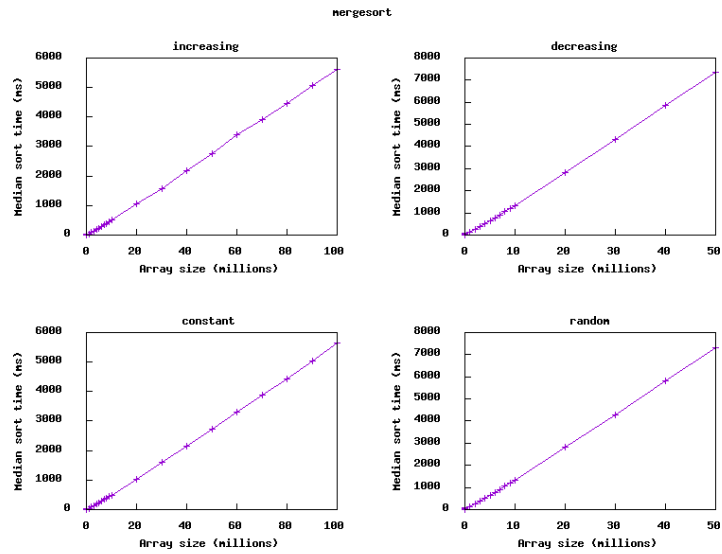 mergesort
increasing
6000
5000
4000
3000
2000
1000
0
0 20 40 60 80 100
Median sort time (ms)
Array size (millions)
decreasing
8000
7000
6000
5000
4000
3000
2000
1000
0
0 10 20 30 40 50
Median sort time (ms)
Array size (millions)
constant
6000
5000
4000
3000
2000
1000
0
0 20 40 60 80 100
Median sort time (ms)
Array size (millions)
random
8000
7000
6000
5000
4000
3000
2000
1000
0
0 10 20 30 40 50
Median sort time (ms)
Array size (millions)